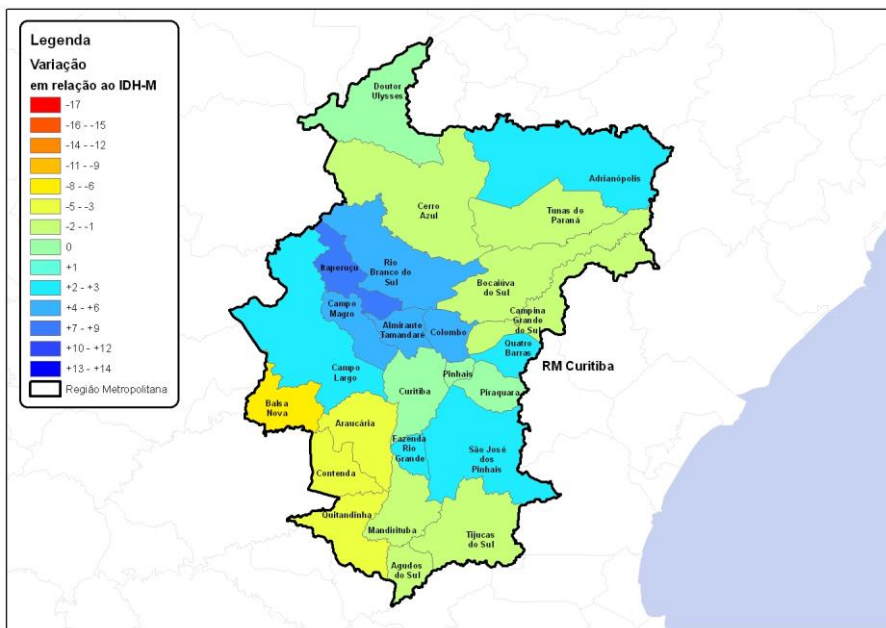 Legenda
Variação
em relação ao IDH-M
-17
-16 - -15
-14 - -12
-11 - -9
-8 - -6
-5 - -3
-2 - -1
0
+1
+2 - +3
+4 - +6
+7 - +9
+10 - +12
+13 - +14
Região Metropolitana
Doutor
Ulysses
Adrianópolis
Cerro
Azul
Tunas do
Paraná
Rio
Branco do
Sul
Itaperuçú
Bocaiúva
do Sul
Campo
Magro
Campina
Grande
do Sul
Almirante
Tamandaré
Colombo
Quatro
Barras
RM Curitiba
Campo
Largo
Curitiba
Pinhais
Piraquara
Balsa
Nova
Araucária
Fazenda
Rio
Grande
São José
dos
Pinhais
Contenda
Quitandinha
Mandirituba
Tijucas
do Sul
Agudos
do Sul